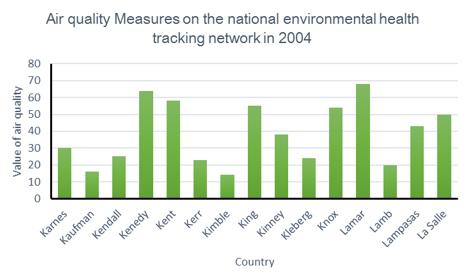 Air quality Measures on the national environmental health
tracking network in 2004
Value of air quality
80
70
60
50
40
30
20
10
0
Karnes
Kaufman
Kendall
Kenedy
Kent
Kerr
Kimble
King
Kinney
Kleberg
Knox
Lamar
Lamb
Lampasas
La Salle
Country